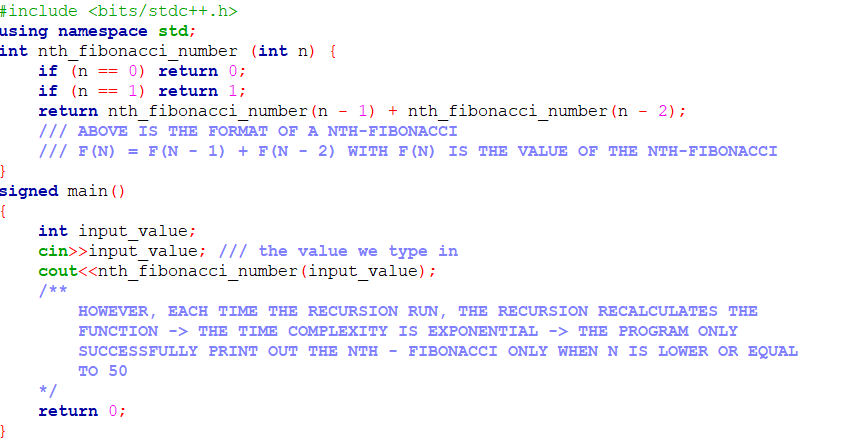 #include <bits/stdc++.h>
using namespace std;
int nth_fibonacci_number (int n) {
    if (n == 0) return 0;
    if (n == 1) return 1;
    return nth_fibonacci_number(n - 1) + nth_fibonacci_number(n - 2);
    /// ABOVE IS THE FORMAT OF A NTH-FIBONACCI
    /// F(N) = F(N - 1) + F(N - 2) WITH F(N) IS THE VALUE OF THE NTH-FIBONACCI
}
signed main()
{
    int input_value;
    cin>>input_value; /// the value we type in
    cout<<nth_fibonacci_number(input_value);
    /**
        HOWEVER, EACH TIME THE RECURSION RUN, THE RECURSION RECALCULATES THE
        FUNCTION -> THE TIME COMPLEXITY IS EXPONENTIAL -> THE PROGRAM ONLY
        SUCCESSFULLY PRINT OUT THE NTH - FIBONACCI ONLY WHEN N IS LOWER OR EQUAL
        TO 50
    */
    return 0;
}